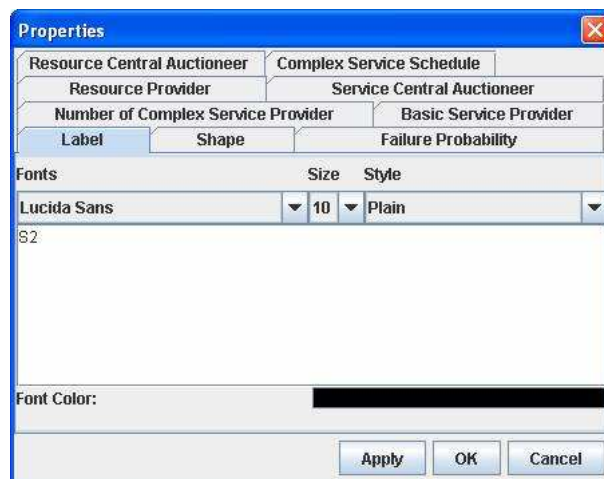 Properties
Resource Central Auctioneer Complex Service Schedule
Resource Provider Service Central Auctioneer
Number of Complex Service Provider Basic Service Provider
Label Shape Failure Probability
Fonts Size Style
Lucida Sans 10 Plain
S2
Font Color:
Apply OK Cancel